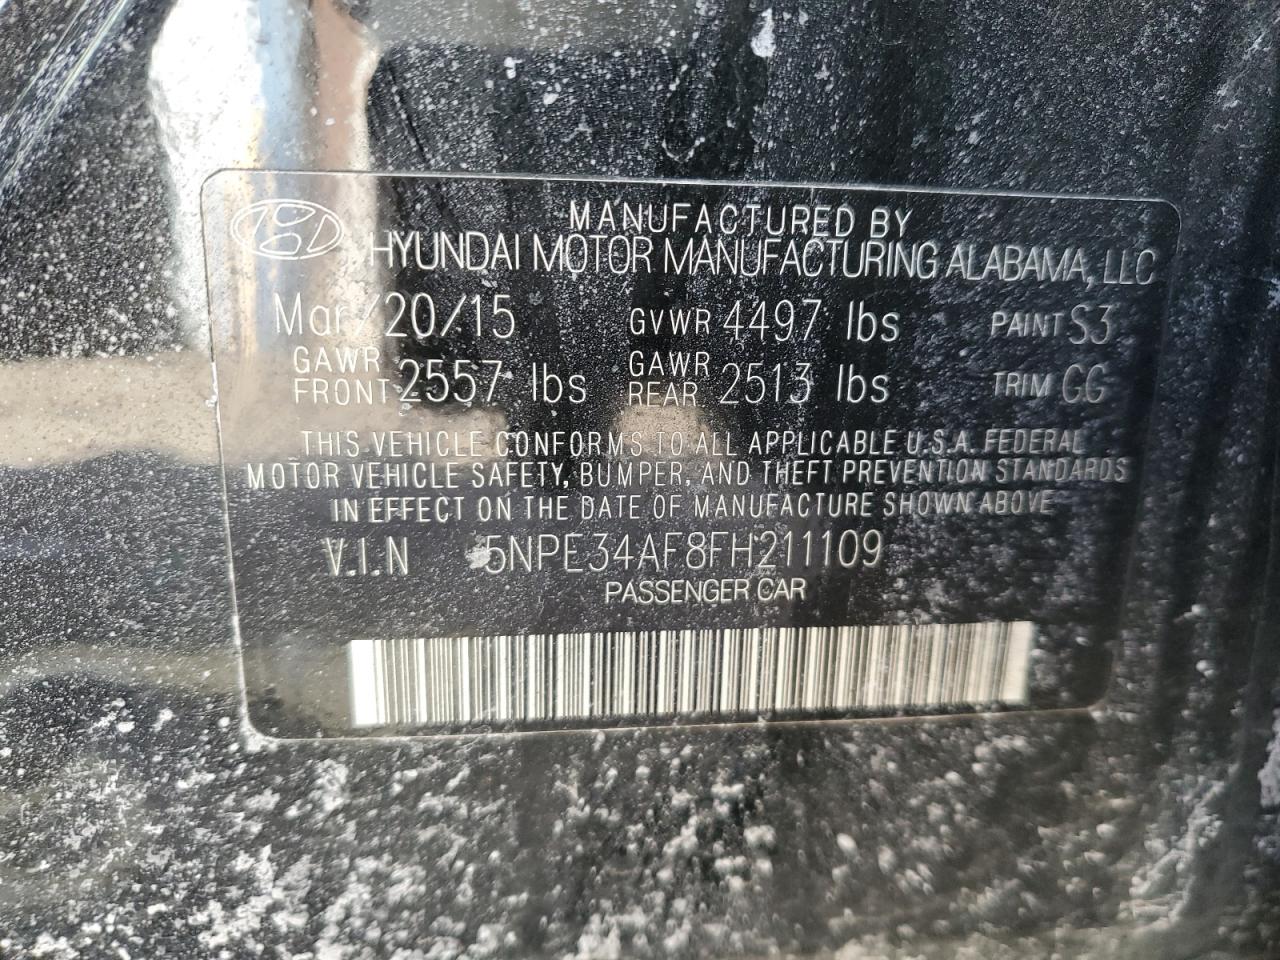 MANUFACTURED BY
HYUNDAI MOTOR MANUFACTURING ALABAMA, LLC
Mar/20/15 GVWR 4497 lbs PAINT S3
GAWR FRONT 2557 lbs GAWR REAR 2513 lbs TRIM GG
THIS VEHICLE CONFORMS TO ALL APPLICABLE U.S.A. FEDERAL
MOTOR VEHICLE SAFETY, BUMPER, AND THEFT PREVENTION STANDARDS
IN EFFECT ON THE DATE OF MANUFACTURE SHOWN ABOVE
V.I.N 5NPE34AF8FH211109
PASSENGER CAR